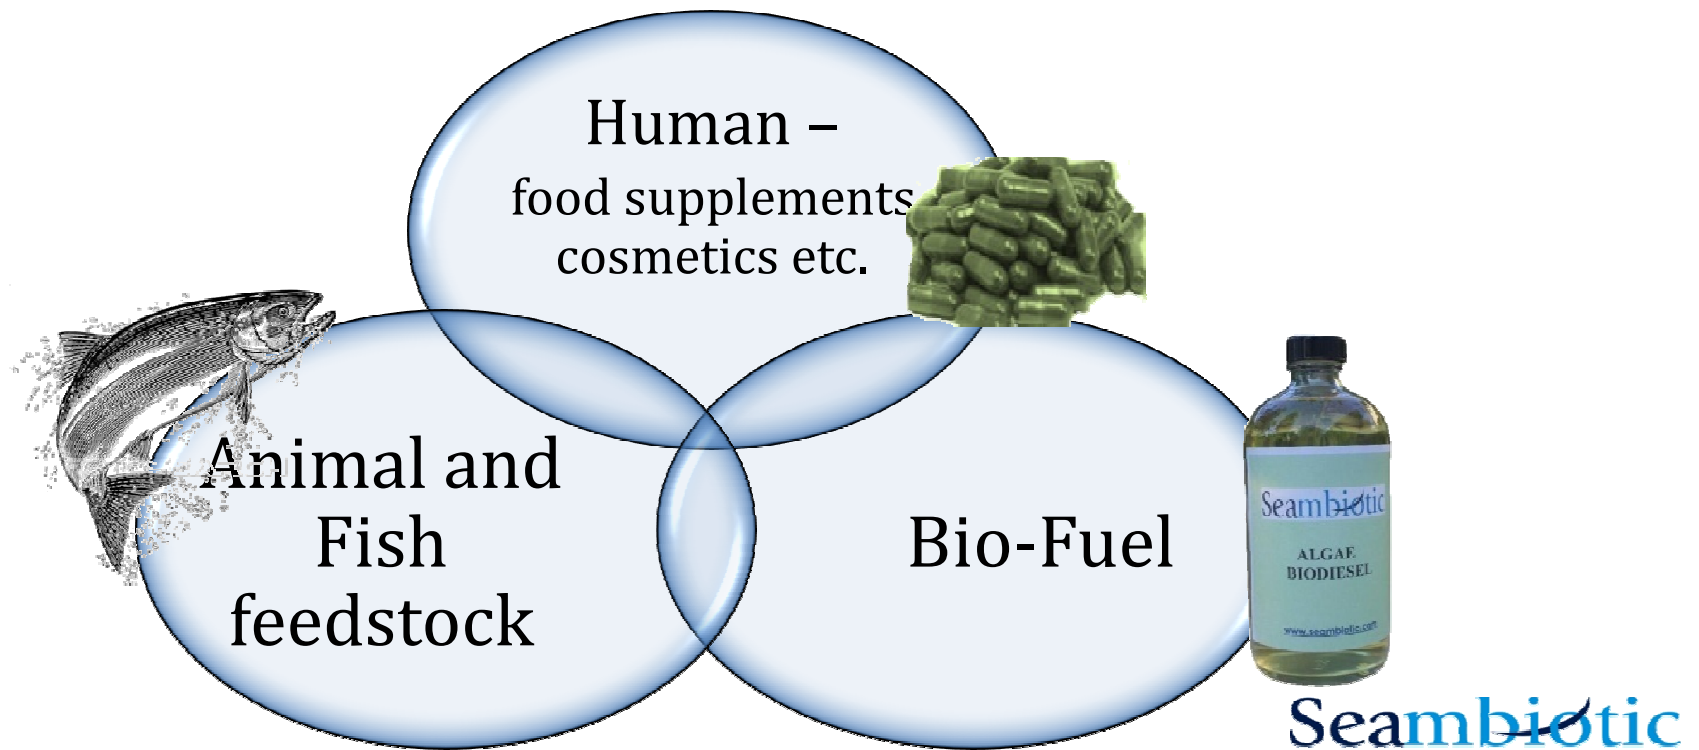 Human –
food supplements
cosmetics etc.
Animal and
Fish
feedstock
Bio-Fuel
Seambiotic
ALGAE
BIODIESEL
www.seambiotic.com
Seambiotic